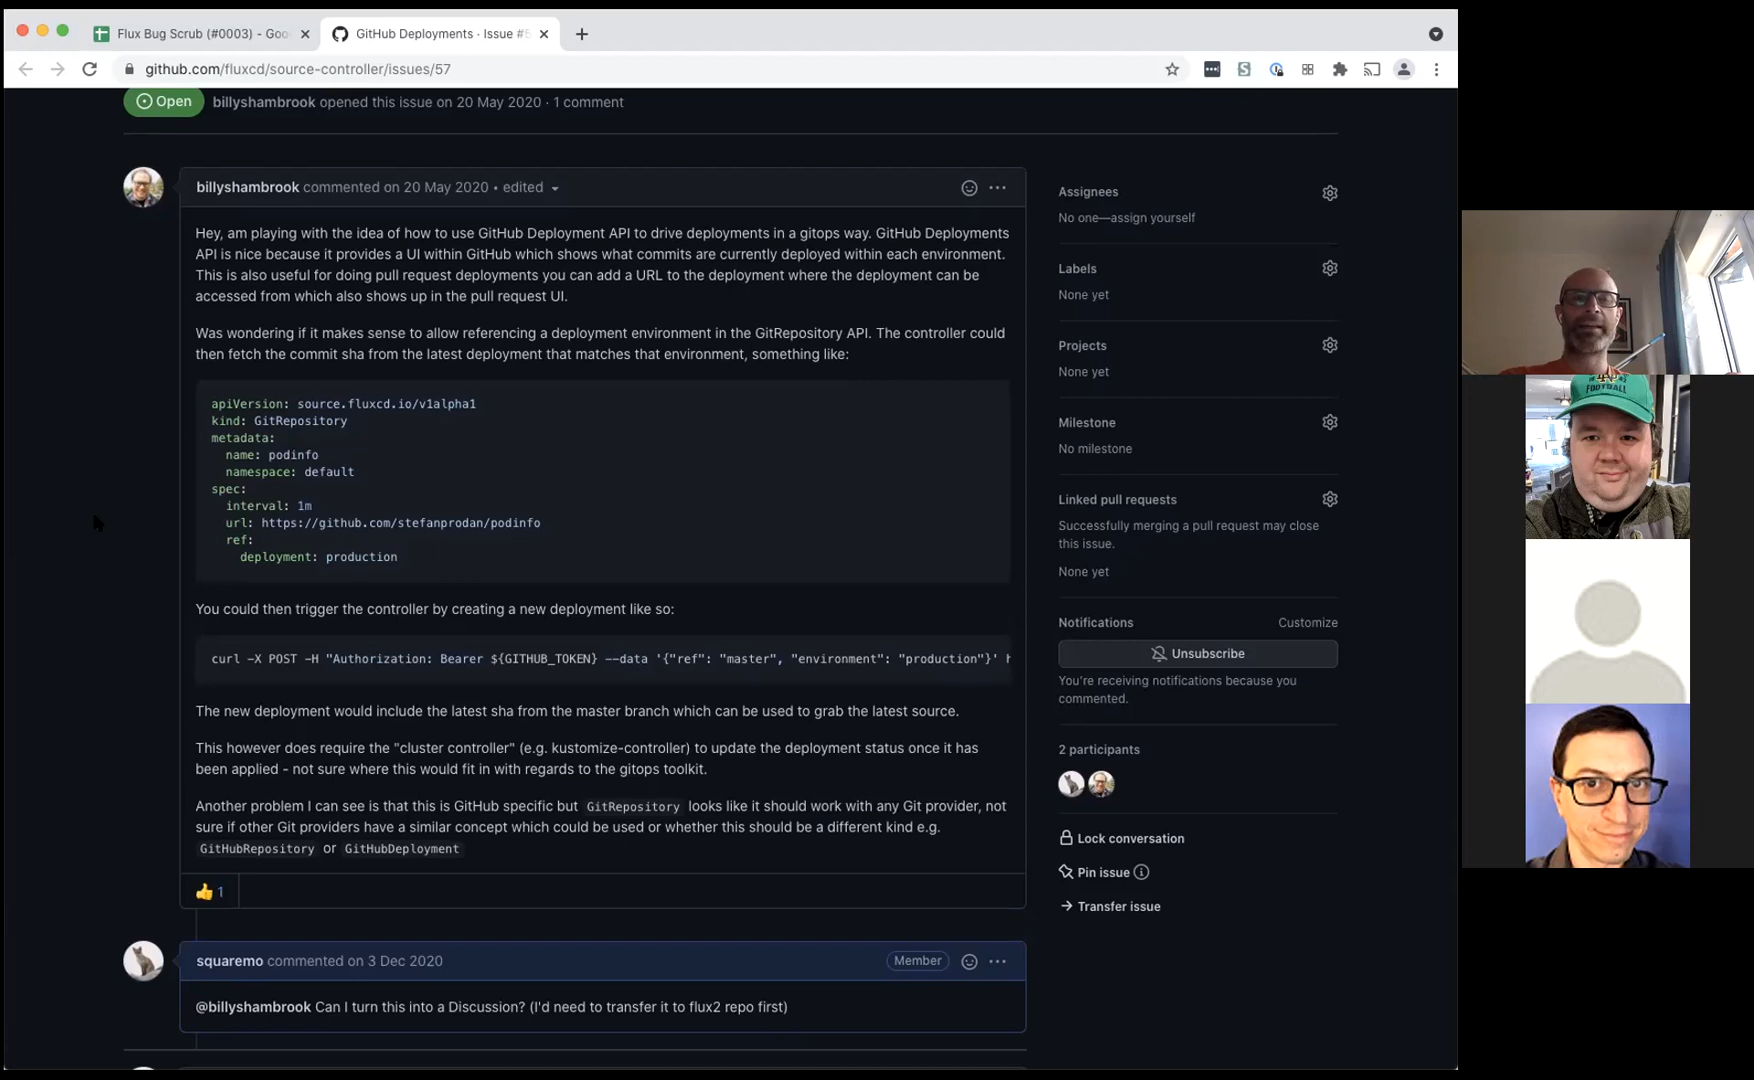 Flux Bug Scrub (#0003) - Goo
GitHub Deployments · Issue #5
github.com/fluxcd/source-controller/issues/57
Open billyshambrook opened this issue on 20 May 2020 · 1 comment
billyshambrook commented on 20 May 2020 • edited
Hey, am playing with the idea of how to use GitHub Deployment API to drive deployments in a gitops way. GitHub Deployments
API is nice because it provides a UI within GitHub which shows what commits are currently deployed within each environment.
This is also useful for doing pull request deployments you can add a URL to the deployment where the deployment can be
accessed from which also shows up in the pull request UI.
Was wondering if it makes sense to allow referencing a deployment environment in the GitRepository API. The controller could
then fetch the commit sha from the latest deployment that matches that environment, something like:
apiVersion: source.fluxcd.io/v1alpha1
kind: GitRepository
metadata:
name: podinfo
namespace: default
spec:
interval: 1m
url: https://github.com/stefanprodan/podinfo
ref:
deployment: production
You could then trigger the controller by creating a new deployment like so:
curl -X POST -H "Authorization: Bearer ${GITHUB_TOKEN} --data '{"ref": "master", "environment": "production"}' h
The new deployment would include the latest sha from the master branch which can be used to grab the latest source.
This however does require the "cluster controller" (e.g. kustomize-controller) to update the deployment status once it has
been applied - not sure where this would fit in with regards to the gitops toolkit.
Another problem I can see is that this is GitHub specific but GitRepository looks like it should work with any Git provider, not
sure if other Git providers have a similar concept which could be used or whether this should be a different kind e.g.
GitHubRepository or GitHubDeployment
👍 1
squaremo commented on 3 Dec 2020
Member
@billyshambrook Can I turn this into a Discussion? (I'd need to transfer it to flux2 repo first)
Assignees
No one—assign yourself
Labels
None yet
Projects
None yet
Milestone
No milestone
Linked pull requests
Successfully merging a pull request may close
this issue.
None yet
Notifications
Customize
Unsubscribe
You're receiving notifications because you
commented.
2 participants
Lock conversation
Pin issue
Transfer issue
FOOTBALL